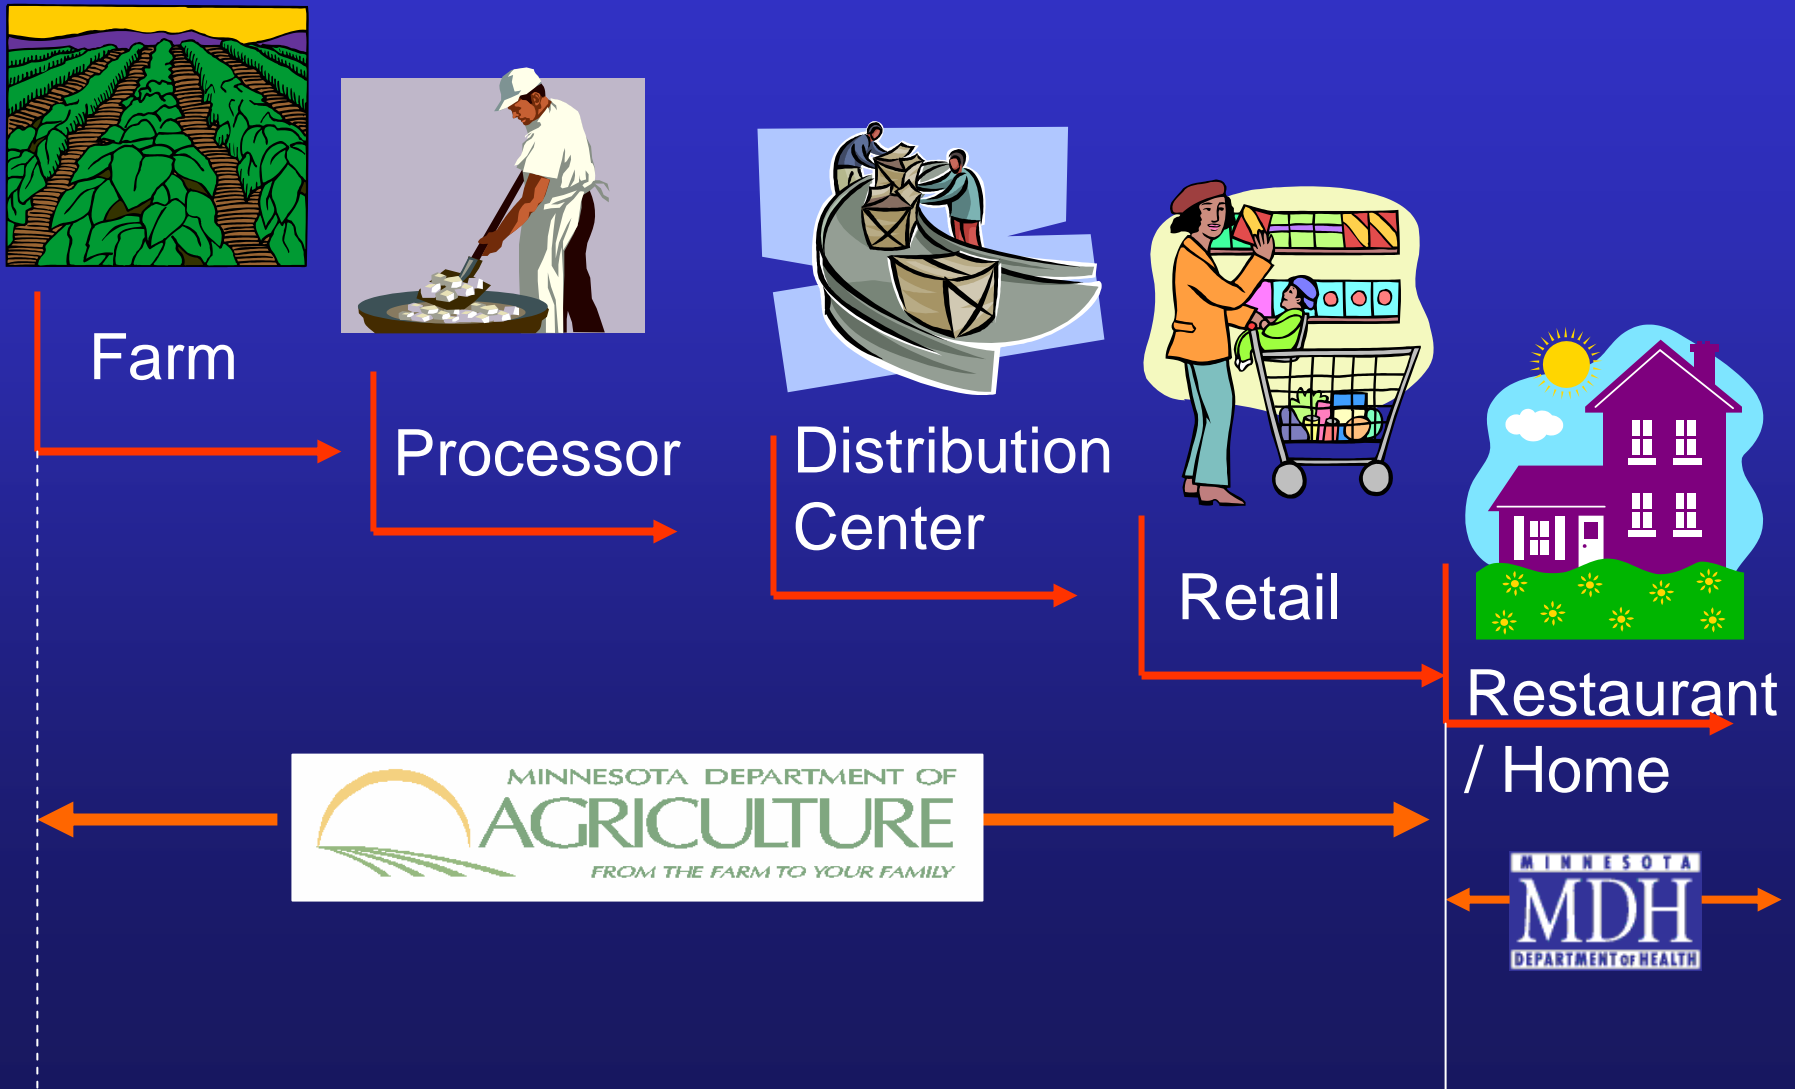 Farm
Processor
Distribution
Center
Retail
Restaurant
/ Home
MINNESOTA DEPARTMENT OF
AGRICULTURE
FROM THE FARM TO YOUR FAMILY
MINNESOTA
MDH
DEPARTMENT OF HEALTH